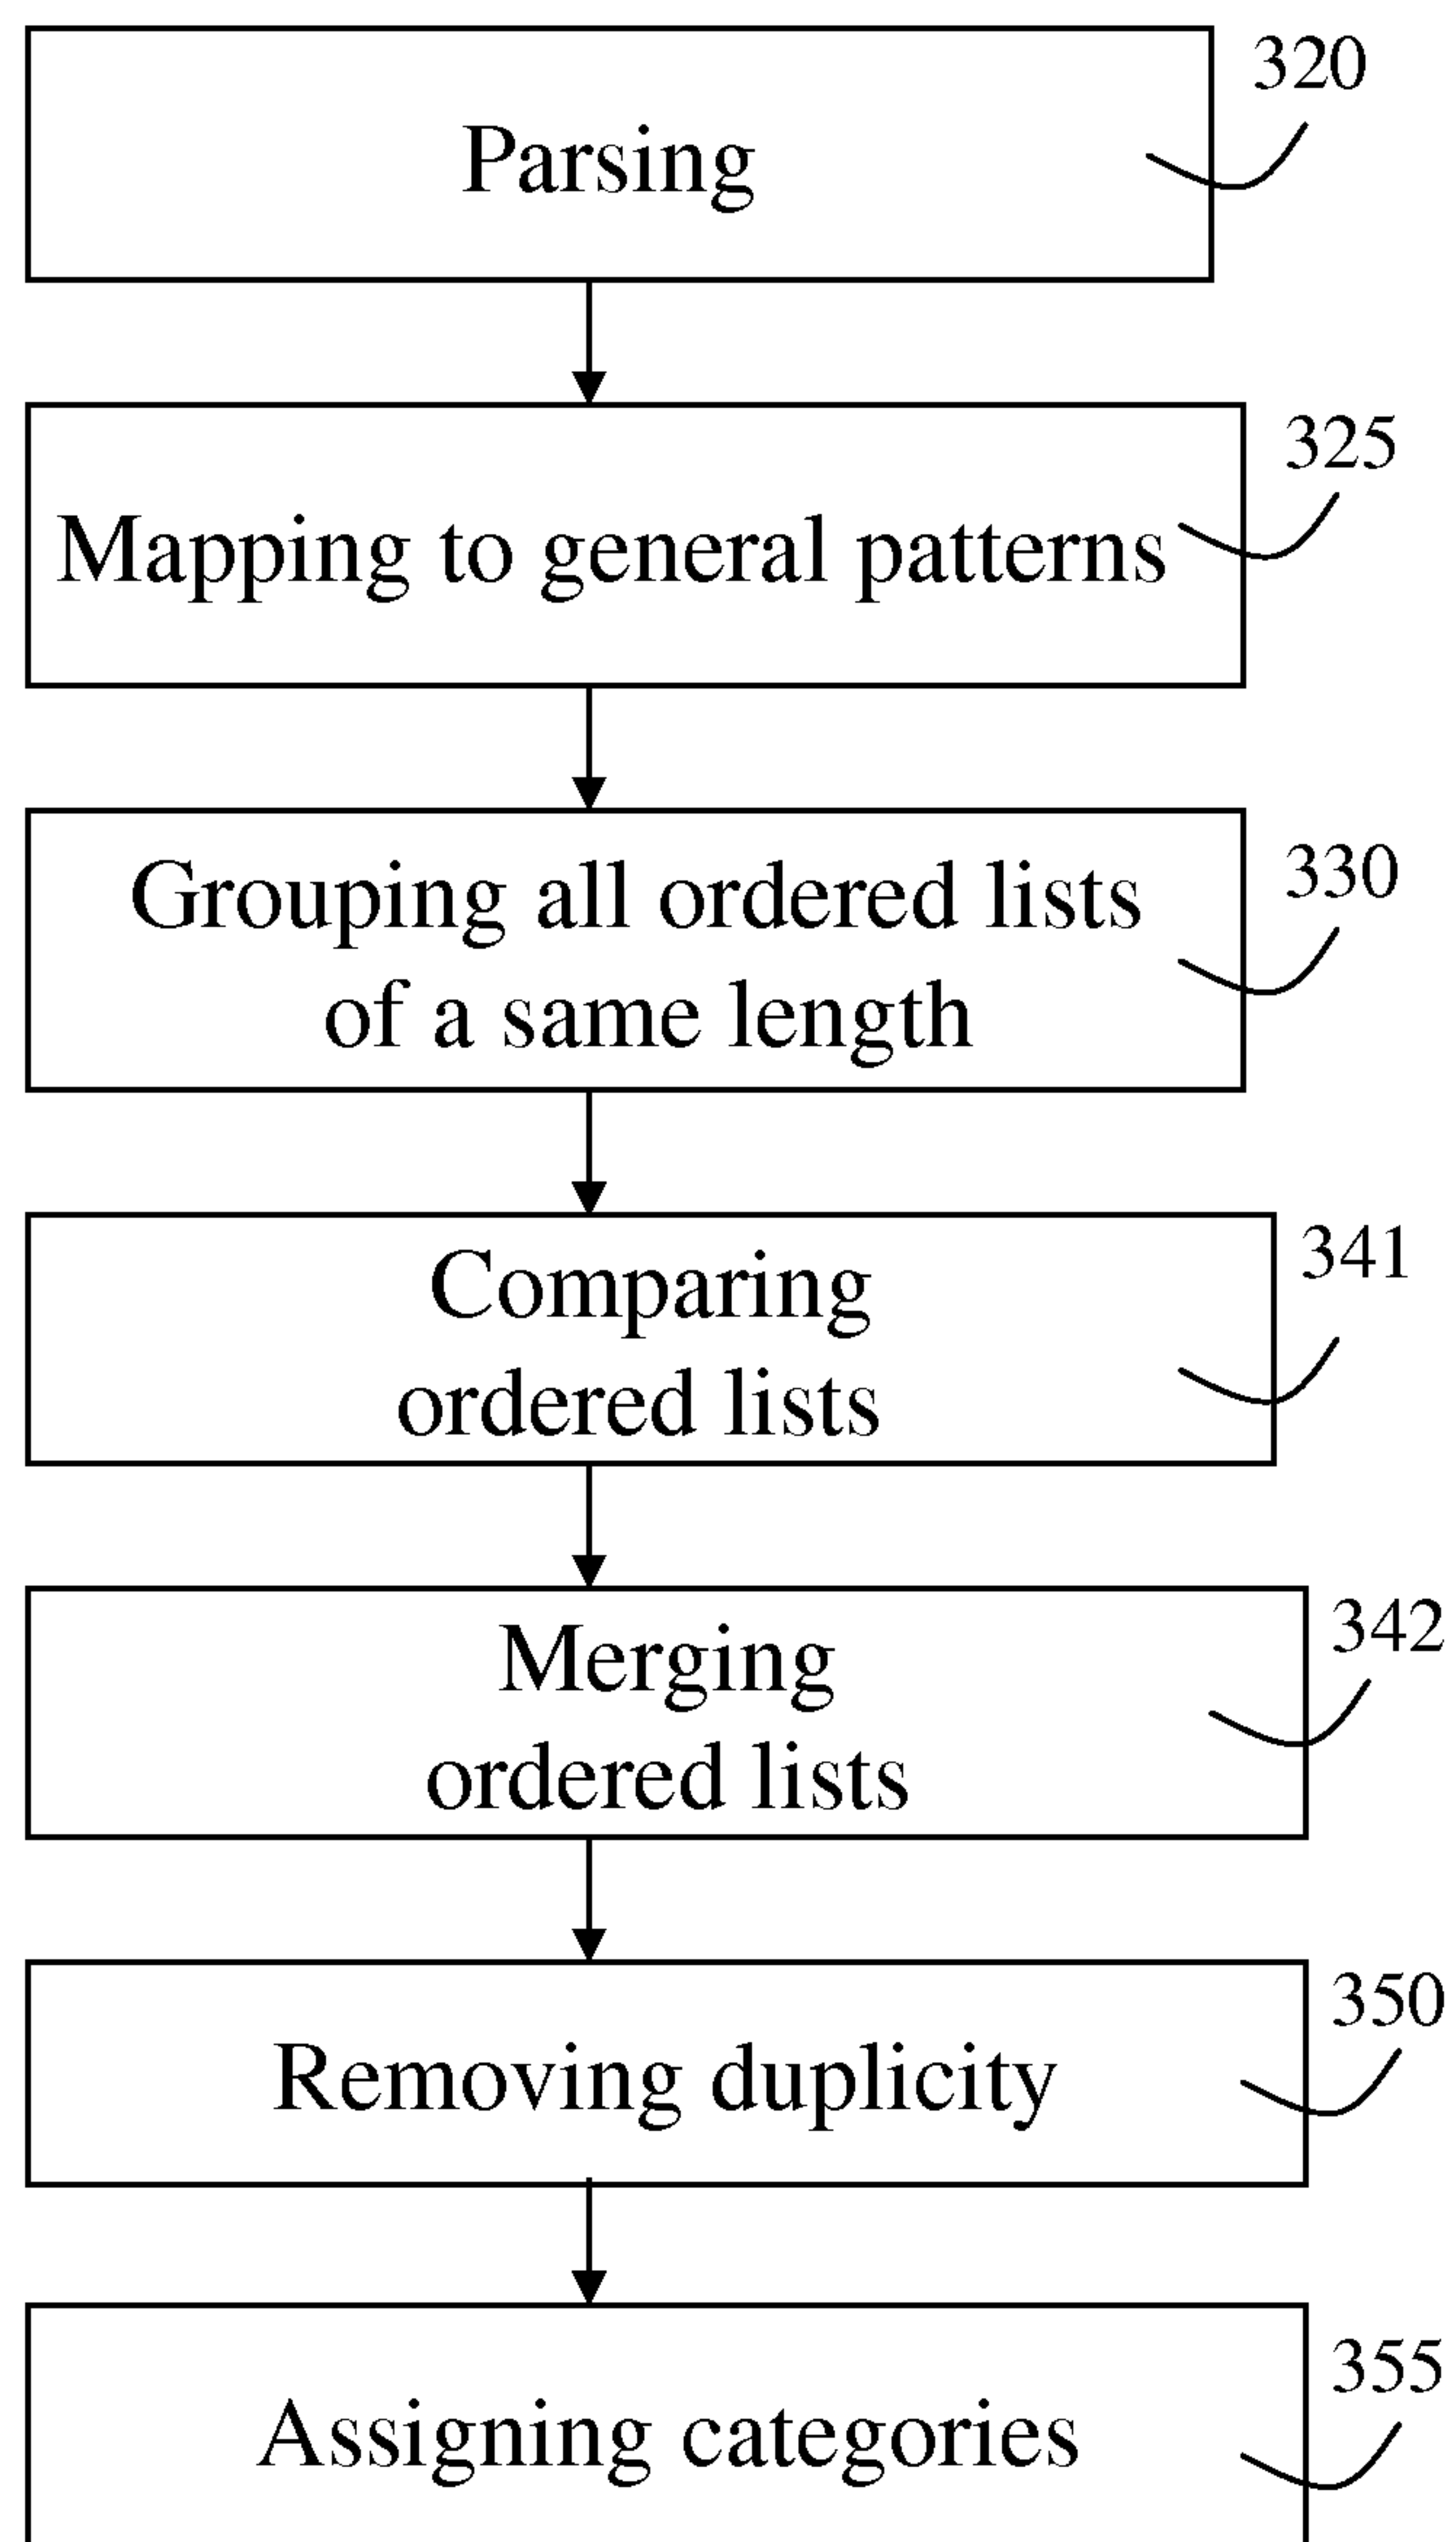 320
Parsing
325
Mapping to general patterns
330
Grouping all ordered lists
of a same length
341
Comparing
ordered lists
342
Merging
ordered lists
350
Removing duplicity
355
Assigning categories